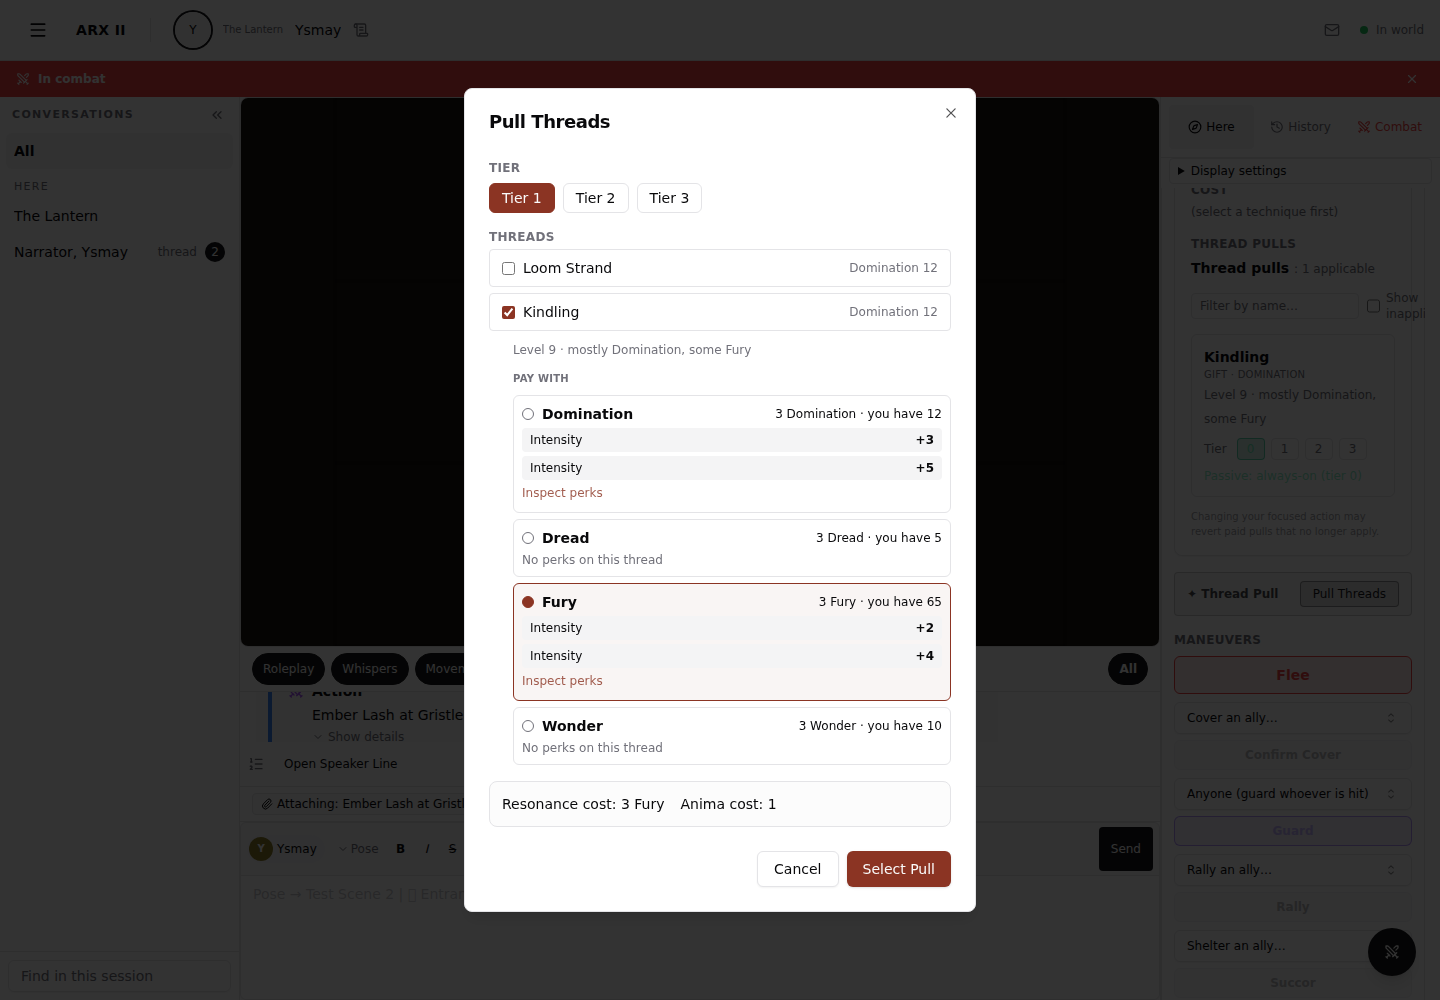 ARX II
Y
The Lantern
Ysmay
In world
In combat
CONVERSATIONS
All
HERE
The Lantern
Narrator, Ysmay thread 2
Pull Threads
TIER
Tier 1 Tier 2 Tier 3
THREADS
Loom Strand Domination 12
Kindling Domination 12
Level 9 · mostly Domination, some Fury
PAY WITH
Domination 3 Domination · you have 12
Intensity +3
Intensity +5
Inspect perks
Dread 3 Dread · you have 5
No perks on this thread
Fury 3 Fury · you have 65
Intensity +2
Intensity +4
Inspect perks
Wonder 3 Wonder · you have 10
No perks on this thread
Resonance cost: 3 Fury Anima cost: 1
Cancel Select Pull
Roleplay Whispers Movem
All
Action
Ember Lash at Gristle
Show details
Open Speaker Line
Attaching: Ember Lash at Gristl
Y Ysmay Pose B I S
Send
Pose → Test Scene 2 | Entran
Find in this session
Here History Combat
Display settings
COST
(select a technique first)
THREAD PULLS
Thread pulls : 1 applicable
Filter by name...
Show
inappli
Kindling
GIFT · DOMINATION
Level 9 · mostly Domination,
some Fury
Tier 0 1 2 3
Passive: always-on (tier 0)
Changing your focused action may
revert paid pulls that no longer apply.
✦ Thread Pull Pull Threads
MANEUVERS
Flee
Cover an ally…
Confirm Cover
Anyone (guard whoever is hit)
Guard
Rally an ally…
Rally
Shelter an ally…
Succor